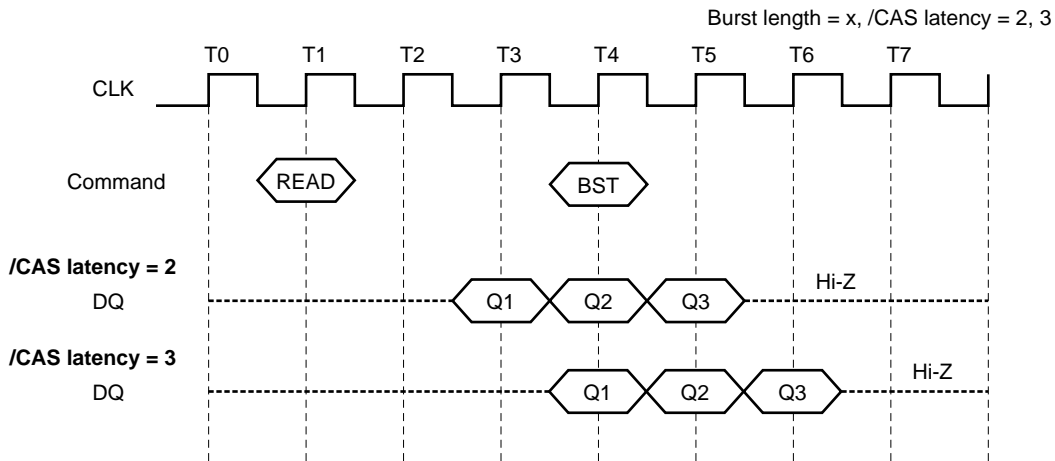 Burst length = x, /CAS latency = 2, 3
T0 T1 T2 T3 T4 T5 T6 T7
CLK
Command READ BST
/CAS latency = 2
DQ Q1 Q2 Q3 Hi-Z
/CAS latency = 3
DQ Q1 Q2 Q3 Hi-Z